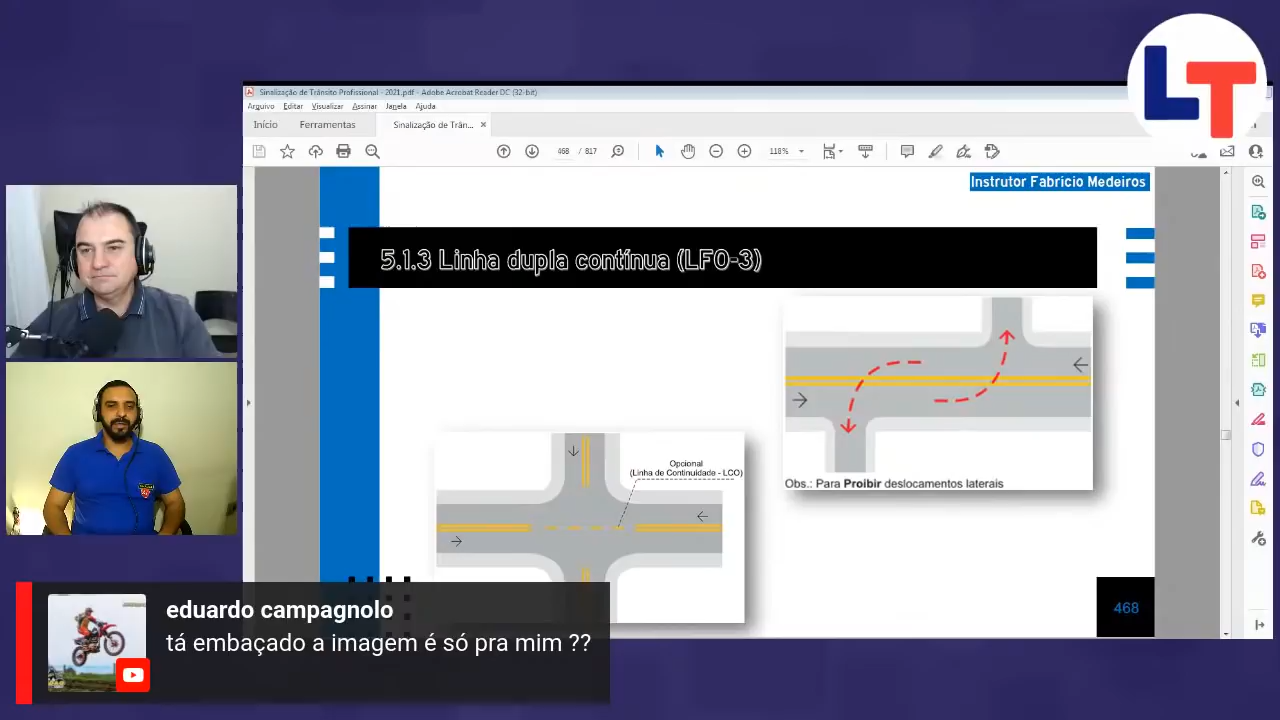 LT
Sinalização de Trânsito Profissional - 2021.pdf - Adobe Acrobat Reader DC (32-bit)
Arquivo Editar Visualizar Assinar Janela Ajuda
Início Ferramentas Sinalização de Trân... ×
468 / 817 118%
Instrutor Fabricio Medeiros
5.1.3 Linha dupla contínua (LFO-3)
Opcional
(Linha de Continuidade - LCO)
Obs.: Para Proibir deslocamentos laterais
468
eduardo campagnolo
tá embaçado a imagem é só pra mim ??